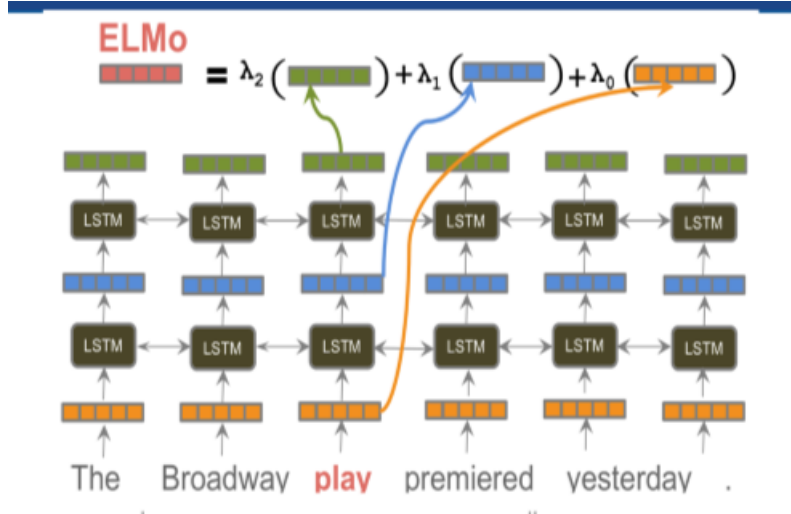 ELMo
= λ2 ( ) + λ1 ( ) + λ0 ( )
LSTM LSTM LSTM LSTM LSTM LSTM
LSTM LSTM LSTM LSTM LSTM LSTM
The Broadway play premiered yesterday .